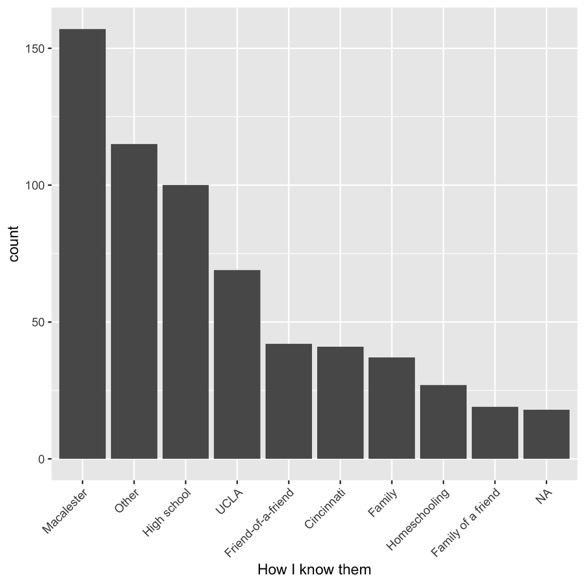 150
100
50
0
count
Macalester
Other
High school
UCLA
Friend-of-a-friend
Cincinnati
Family
Homeschooling
Family of a friend
NA
How I know them